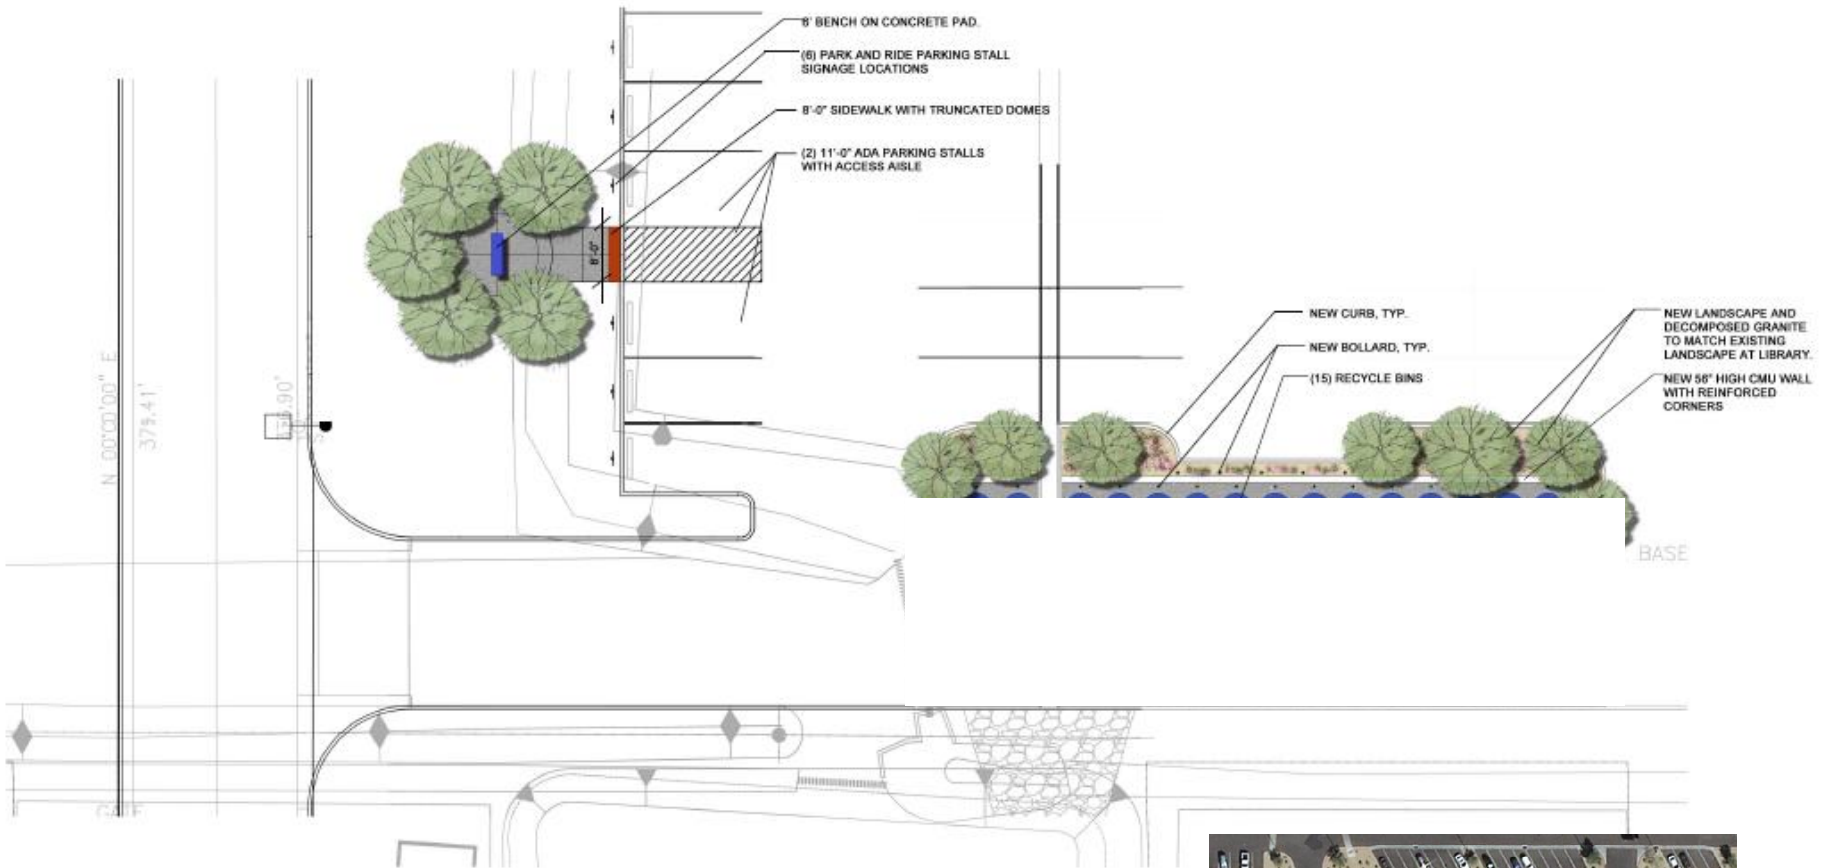 6' BENCH ON CONCRETE PAD.
(6) PARK AND RIDE PARKING STALL
SIGNAGE LOCATIONS
8'-0" SIDEWALK WITH TRUNCATED DOMES
(2) 11'-0" ADA PARKING STALLS
WITH ACCESS AISLE
8'-0"
NEW CURB, TYP.
NEW BOLLARD, TYP.
(15) RECYCLE BINS
NEW LANDSCAPE AND
DECOMPOSED GRANITE
TO MATCH EXISTING
LANDSCAPE AT LIBRARY.
NEW 56" HIGH CMU WALL
WITH REINFORCED
CORNERS
N 00°00'00" E
379.41'
BASE
GATE